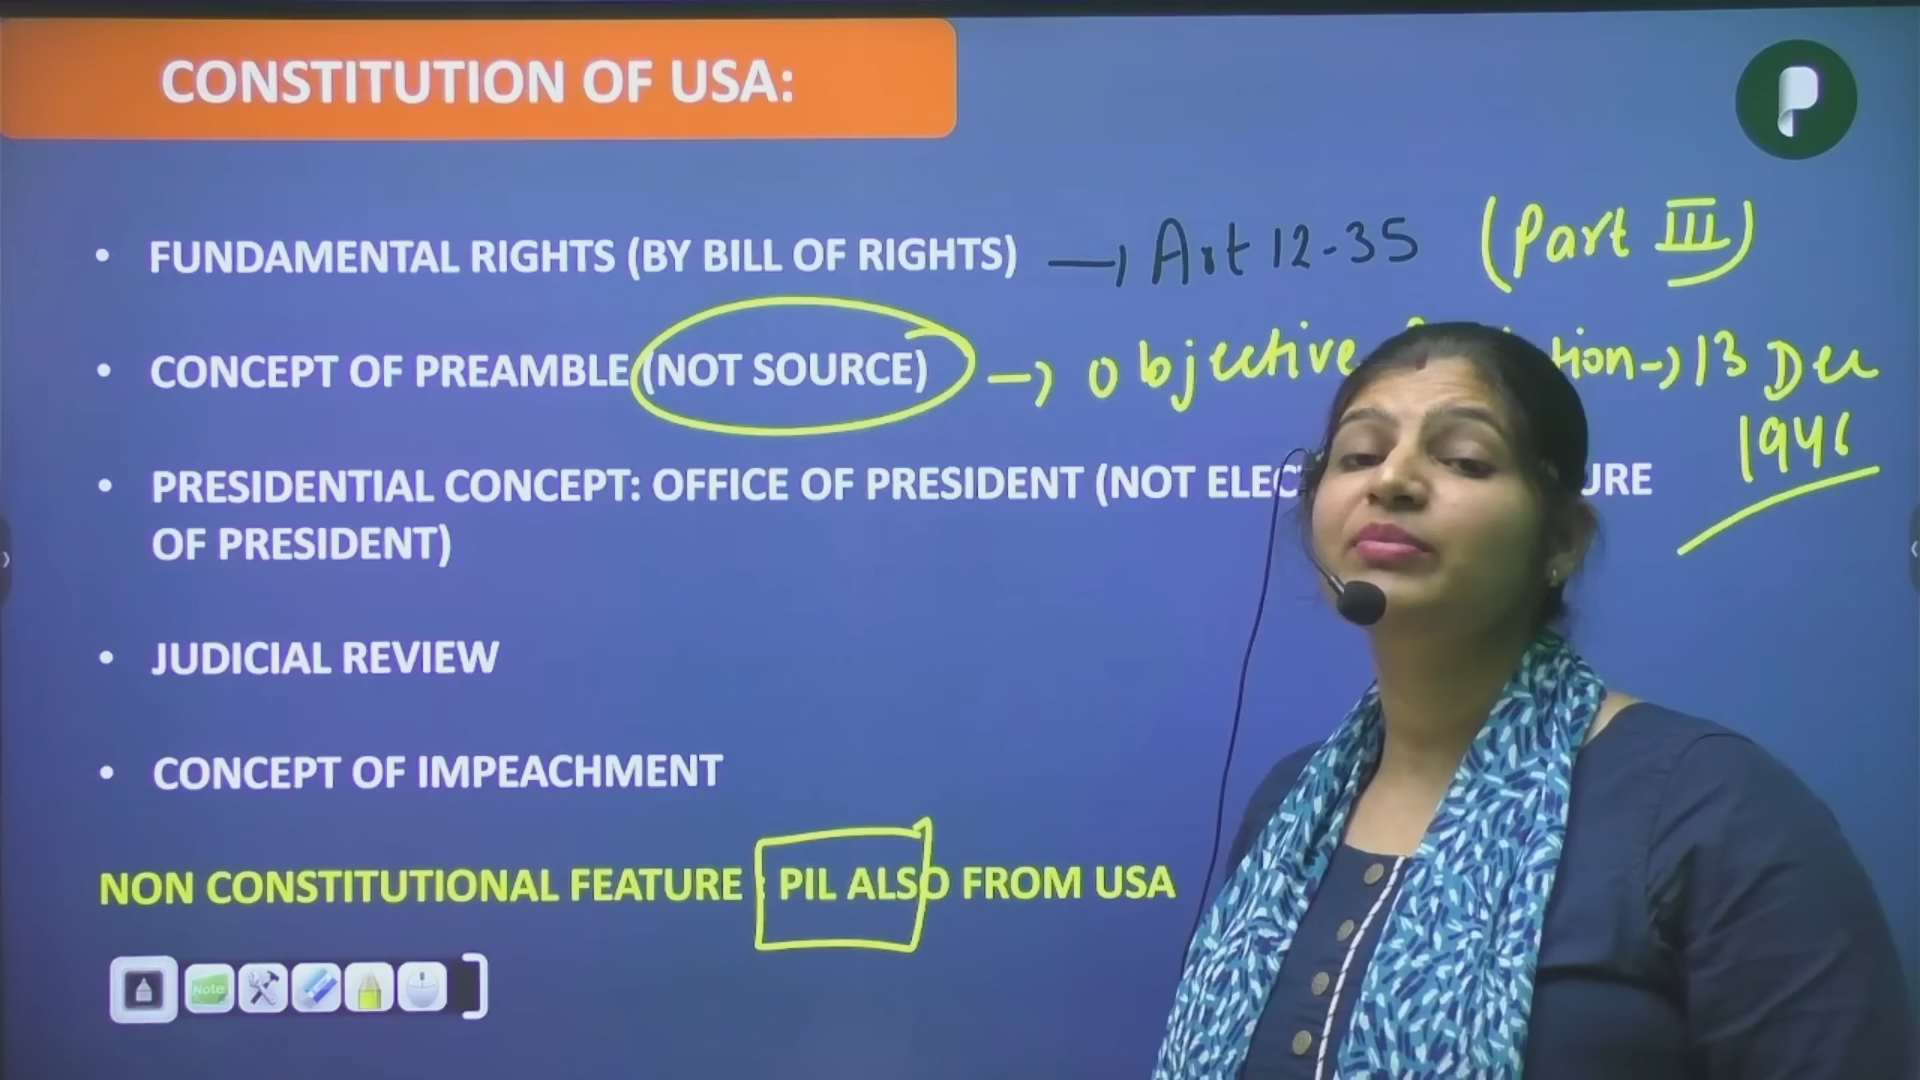 CONSTITUTION OF USA:
P
• FUNDAMENTAL RIGHTS (BY BILL OF RIGHTS) → Art 12-35 (Part III)
• CONCEPT OF PREAMBLE (NOT SOURCE) → Objective tion → 13 Dec
1946
• PRESIDENTIAL CONCEPT: OFFICE OF PRESIDENT (NOT
OF PRESIDENT)
• JUDICIAL REVIEW
• CONCEPT OF IMPEACHMENT
NON CONSTITUTIONAL FEATURE : PIL ALSO FROM USA
Note